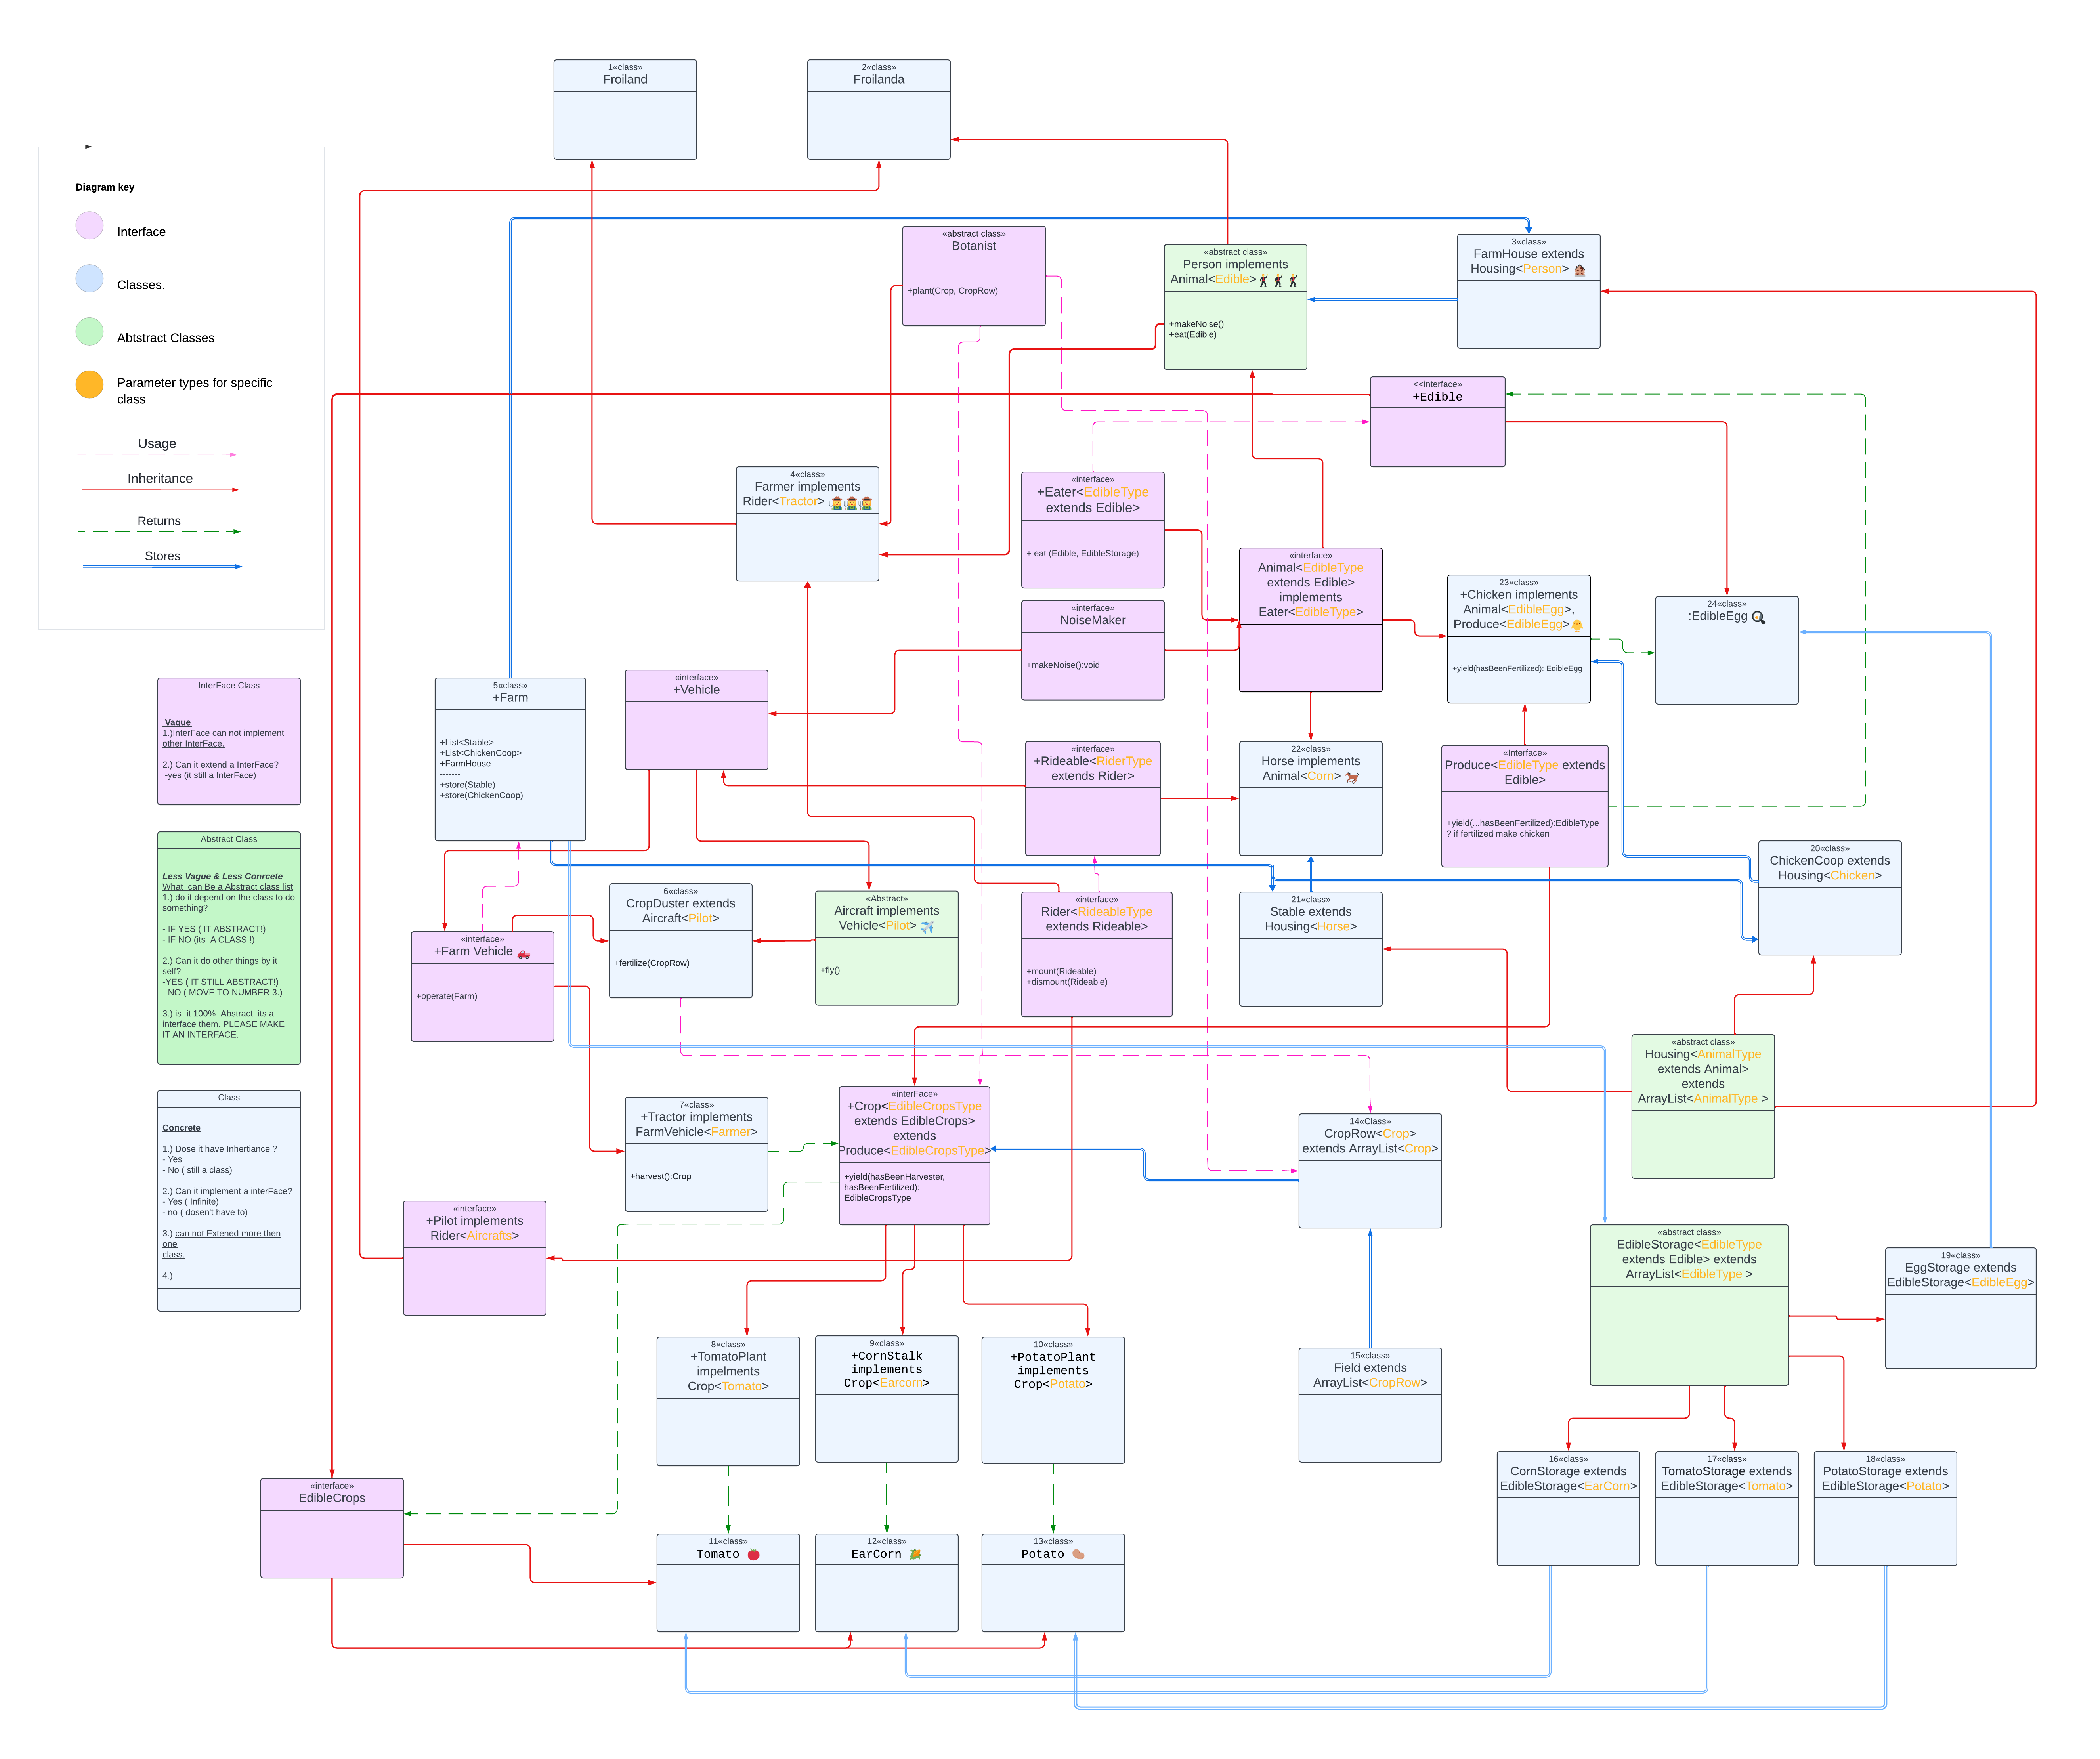 1«class»
Froiland
2«class»
Froilanda
Diagram key
Interface
Classes.
Abtstract Classes
Parameter types for specific
class
Usage
Inheritance
Returns
Stores
«abstract class»
Botanist
+plant(Crop, CropRow)
«abstract class»
Person implements
Animal<Edible>
+makeNoise()
+eat(Edible)
3«class»
FarmHouse extends
Housing<Person>
<<interface»
+Edible
4«class»
Farmer implements
Rider<Tractor>
«interface»
+Eater<EdibleType
extends Edible>
+ eat (Edible, EdibleStorage)
«interface»
NoiseMaker
+makeNoise():void
«interface»
Animal<EdibleType
extends Edible>
implements
Eater<EdibleType>
23«class»
+Chicken implements
Animal<EdibleEgg>,
Produce<EdibleEgg>
+yield(hasBeenFertilized): EdibleEgg
24«class»
:EdibleEgg
InterFace Class
Vague
1.)InterFace can not implement
other InterFace.
2.) Can it extend a InterFace?
-yes (it still a InterFace)
5«class»
+Farm
+List<Stable>
+List<ChickenCoop>
+FarmHouse
-------
+store(Stable)
+store(ChickenCoop)
«interface»
+Vehicle
«interface»
+Rideable<RiderType
extends Rider>
22«class»
Horse implements
Animal<Corn>
«Interface»
Produce<EdibleType extends
Edible>
+yield(...hasBeenFertilized):EdibleType
? if fertilized make chicken
Abstract Class
Less Vague & Less Conrcete
What can Be a Abstract class list
1.) do it depend on the class to do
something?
- IF YES ( IT ABSTRACT!)
- IF NO (its A CLASS !)
2.) Can it do other things by it
self?
-YES ( IT STILL ABSTRACT!)
- NO ( MOVE TO NUMBER 3.)
3.) is it 100% Abstract its a
interface them. PLEASE MAKE
IT AN INTERFACE.
«interface»
+Farm Vehicle
+operate(Farm)
6«class»
CropDuster extends
Aircraft<Pilot>
+fertilize(CropRow)
«Abstract»
Aircraft implements
Vehicle<Pilot>
+fly()
«interface»
Rider<RideableType
extends Rideable>
+mount(Rideable)
+dismount(Rideable)
21«class»
Stable extends
Housing<Horse>
20«class»
ChickenCoop extends
Housing<Chicken>
«abstract class»
Housing<AnimalType
extends Animal>
extends
ArrayList<AnimalType >
Class
Concrete
1.) Dose it have Inhertiance ?
- Yes
- No ( still a class)
2.) Can it implement a interFace?
- Yes ( Infinite)
- no ( dosen't have to)
3.) can not Extened more then
one
class.
4.)
7«class»
+Tractor implements
FarmVehicle<Farmer>
+harvest():Crop
«interFace»
+Crop<EdibleCropsType
extends EdibleCrops>
extends
Produce<EdibleCropsType>
+yield(hasBeenHarvester,
hasBeenFertilized):
EdibleCropsType
14«Class»
CropRow<Crop>
extends ArrayList<Crop>
«interface»
+Pilot implements
Rider<Aircrafts>
«abstract class»
EdibleStorage<EdibleType
extends Edible> extends
ArrayList<EdibleType >
19«class»
EggStorage extends
EdibleStorage<EdibleEgg>
8«class»
+TomatoPlant
impelments
Crop<Tomato>
9«class»
+CornStalk
implements
Crop<Earcorn>
10«class»
+PotatoPlant
implements
Crop<Potato>
15«class»
Field extends
ArrayList<CropRow>
16«class»
CornStorage extends
EdibleStorage<EarCorn>
17«class»
TomatoStorage extends
EdibleStorage<Tomato>
18«class»
PotatoStorage extends
EdibleStorage<Potato>
«interface»
EdibleCrops
11«class»
Tomato
12«class»
EarCorn
13«class»
Potato